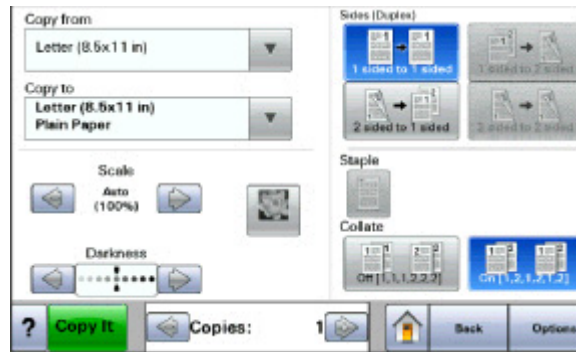 Copy from
Letter (8.5x11 in)
Copy to
Letter (8.5x11 in)
Plain Paper
Scale
Auto
(100%)
Darkness
Sides (Duplex)
1 sided to 1 sided
1 sided to 2 sided
2 sided to 1 sided
2 sided to 2 sided
Staple
Collate
Off [1,1,1,2,2,2]
On [1,2,1,2,1,2]
? Copy It Copies: 1 Back Options